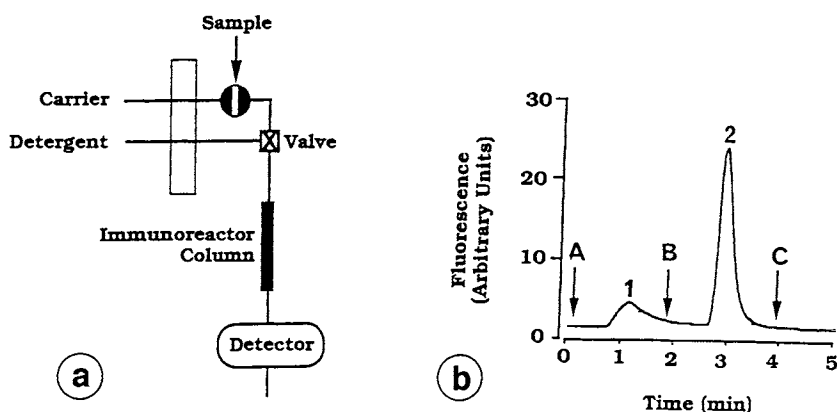 Sample
Carrier
Detergent
Valve
Immunoreactor
Column
Detector
a
Fluorescence
(Arbitrary Units)
30
20
10
0
A
1
B
2
C
0 1 2 3 4 5
Time (min)
b